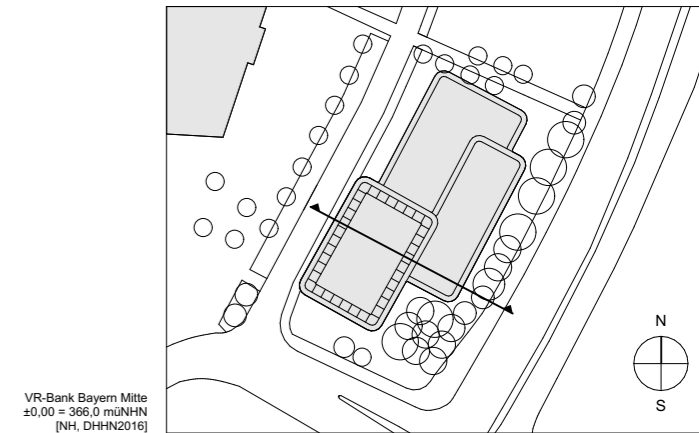 N
S
VR-Bank Bayern Mitte
±0,00 = 366,0 müNHN
[NH, DHHN2016]